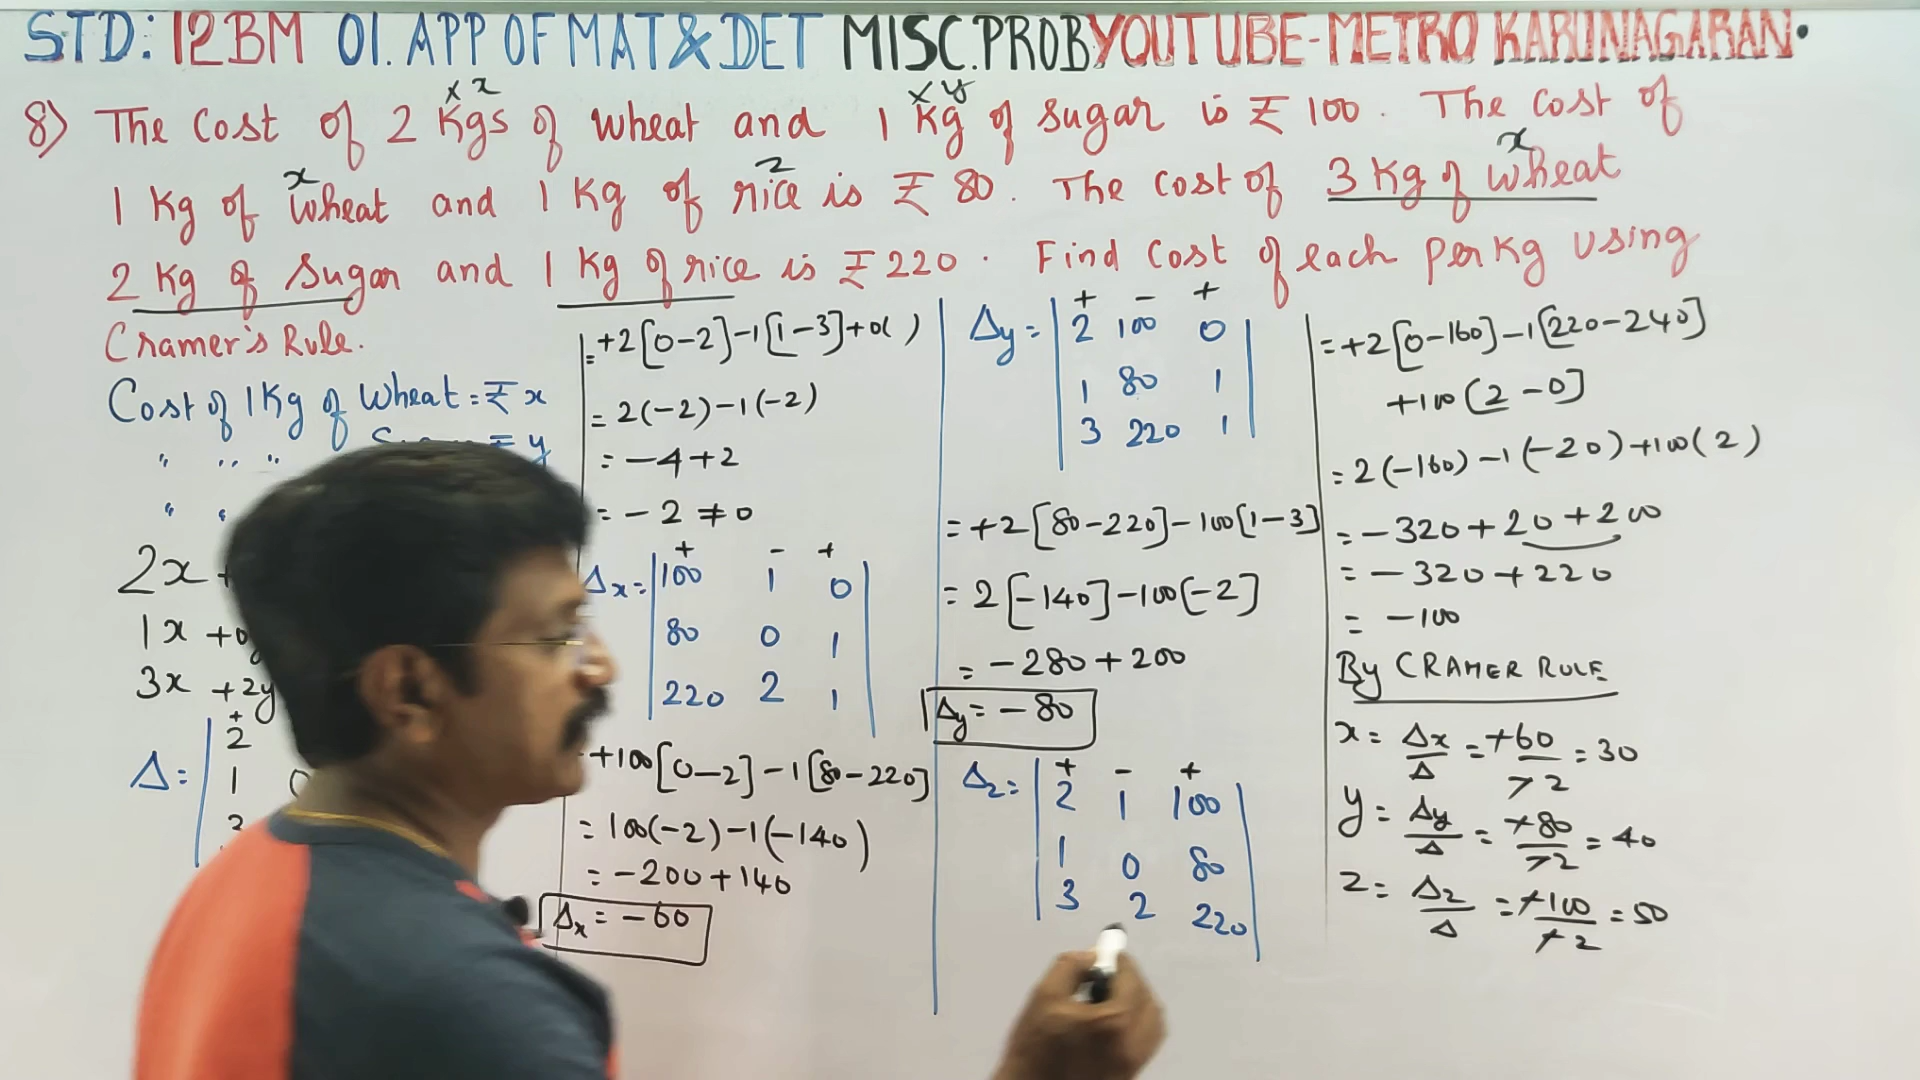 STD: 12BM 01. APP OF MAT & DET MISC. PROB YOUTUBE-METRO KARUNAGARAN.
x x
x y
8) The Cost of 2 Kgs of wheat and 1 Kg of sugar is ₹ 100. The Cost of
x z x
1 Kg of wheat and 1 Kg of rice is ₹ 80. The Cost of 3 Kg of wheat
2 Kg of Sugar and 1 Kg of rice is ₹ 220. Find Cost of each per Kg using
Cramer's Rule.
Cost of 1 Kg of Wheat = ₹ x
= y
2x +
1x + 0y
3x + 2y
Δ =
+
2
1 0
3
= +2[0-2] -1[1-3] + 0( )
= 2(-2) -1(-2)
= -4+2
= -2 ≠ 0
+ - +
Δx = | 100 1 0 |
80 0 1
220 2 1
+100[0-2] -1[80-220]
= 100(-2) -1(-140)
= -200+140
Δx = -60
+ - +
Δy = | 2 100 0 |
1 80 1
3 220 1
= +2[80-220] -100[1-3]
= 2[-140] -100[-2]
= -280+200
Δy = -80
+ - +
Δz = | 2 1 100 |
1 0 80
3 2 220
= +2[0-160] -1[220-240]
+100[2-0]
= 2(-160) -1(-20) +100(2)
= -320+20+200
= -320+220
= -100
By CRAMER RULE
x = Δx/Δ = -60/-2 = 30
y = Δy/Δ = -80/-2 = 40
z = Δz/Δ = -100/-2 = 50